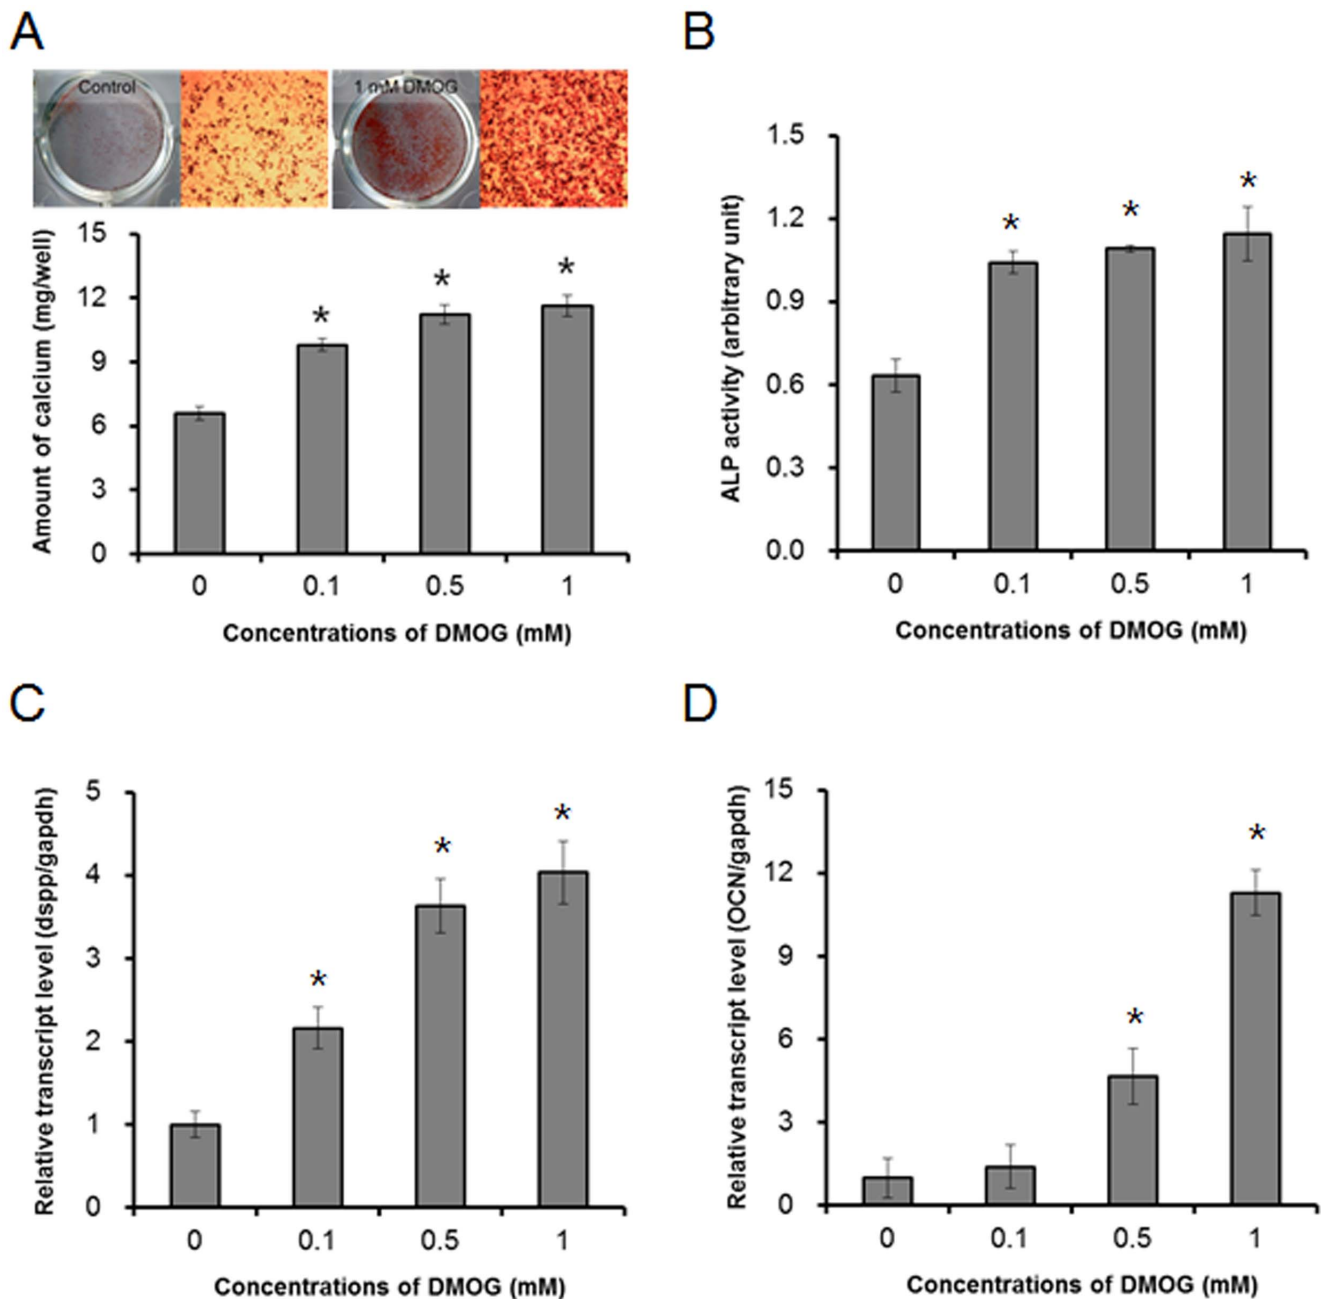 A
Control
1 mM DMOG
Amount of calcium (mg/well)
15
12
9
6
3
0
*
*
*
0 0.1 0.5 1
Concentrations of DMOG (mM)
B
ALP activity (arbitrary unit)
1.5
1.2
0.9
0.6
0.3
0.0
*
*
*
0 0.1 0.5 1
Concentrations of DMOG (mM)
C
Relative transcript level (dspp/gapdh)
5
4
3
2
1
0
*
*
*
0 0.1 0.5 1
Concentrations of DMOG (mM)
D
Relative transcript level (OCN/gapdh)
15
12
9
6
3
0
*
*
0 0.1 0.5 1
Concentrations of DMOG (mM)